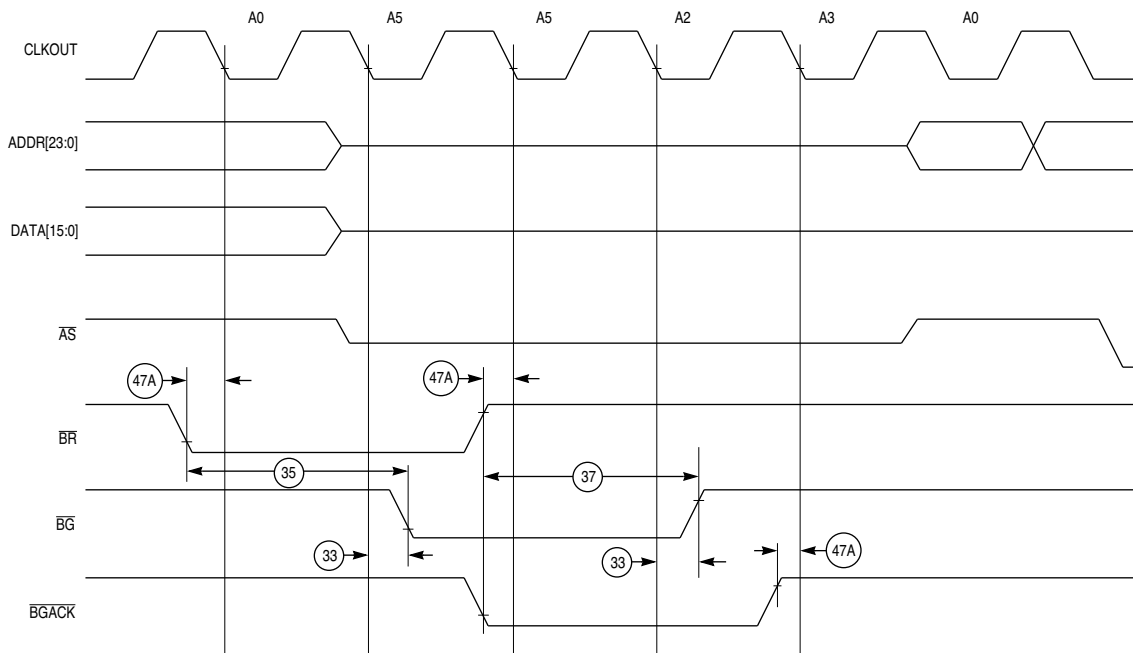 A0 A5 A5 A2 A3 A0
CLKOUT
ADDR[23:0]
DATA[15:0]
AS
47A 47A
BR
35 37
BG
33 33 47A
BGACK